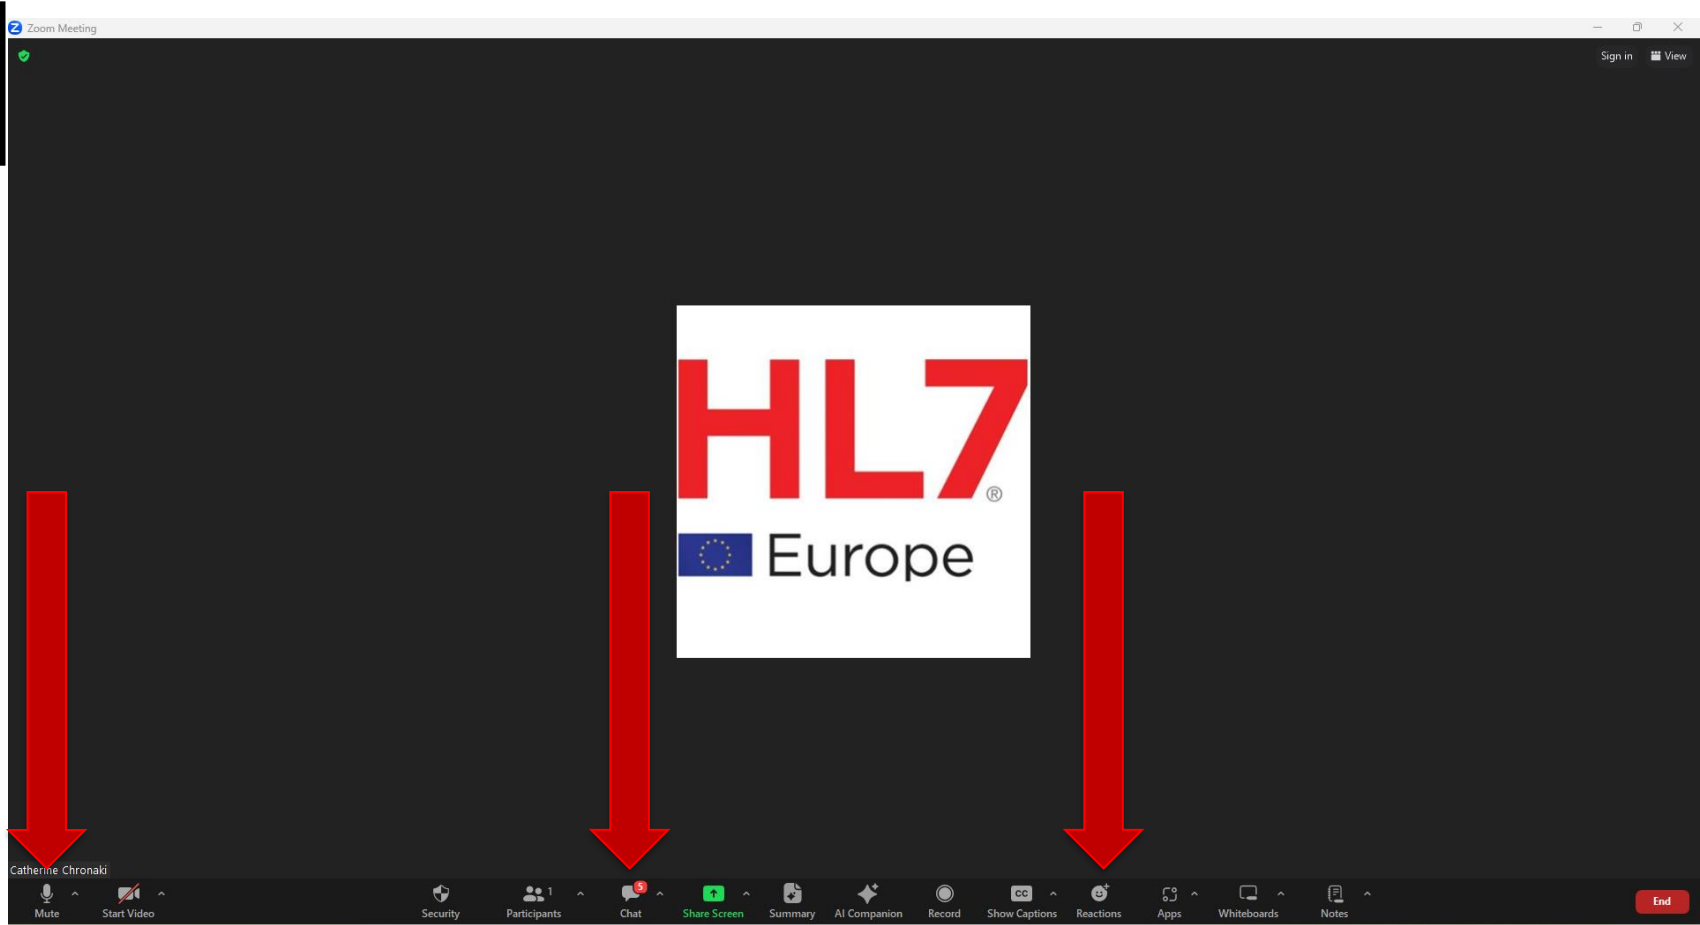 Zoom Meeting
Sign in View
HL7®
Europe
Catherine Chronaki
1 5 CC
Mute Start Video Security Participants Chat Share Screen Summary AI Companion Record Show Captions Reactions Apps Whiteboards Notes End